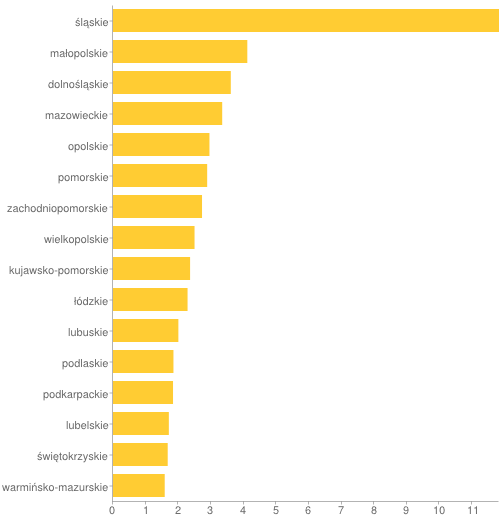 śląskie
małopolskie
dolnośląskie
mazowieckie
opolskie
pomorskie
zachodniopomorskie
wielkopolskie
kujawsko-pomorskie
łódzkie
lubuskie
podlaskie
podkarpackie
lubelskie
świętokrzyskie
warmińsko-mazurskie
0 1 2 3 4 5 6 7 8 9 10 11